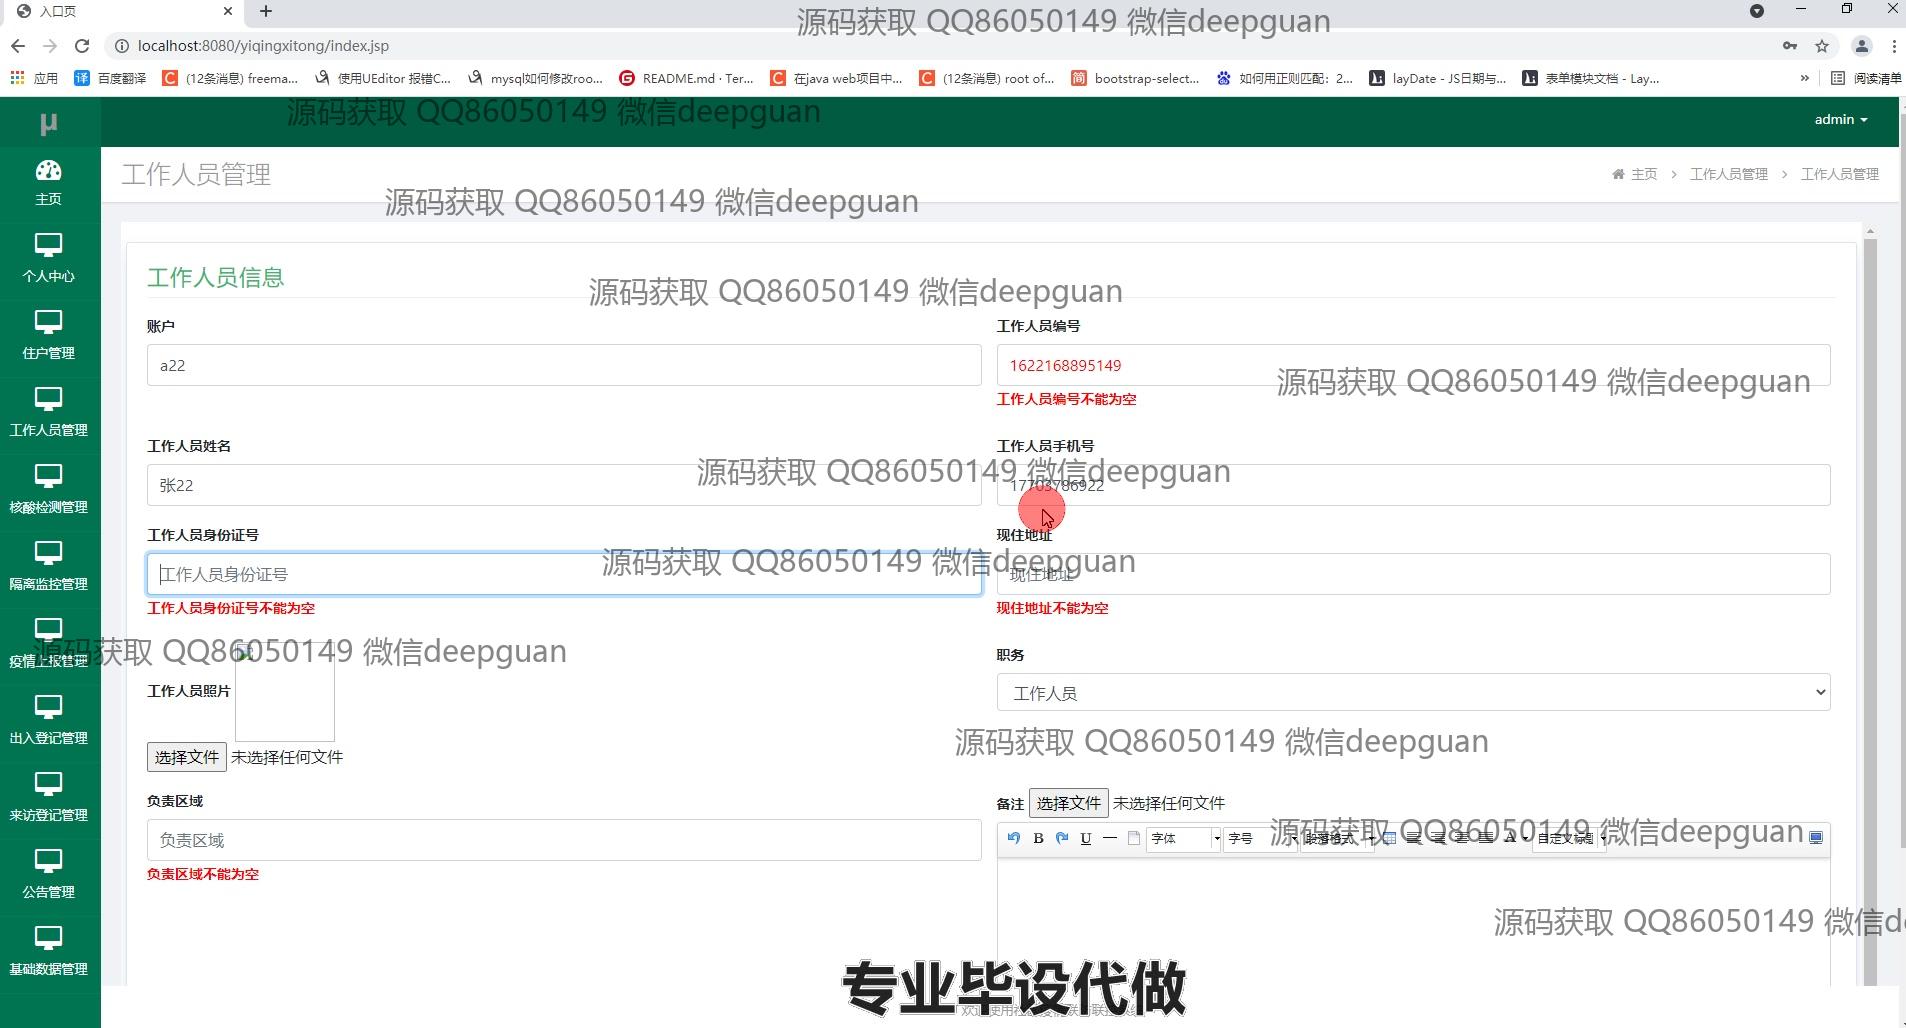 入口页
源码获取 QQ86050149 微信deepguan
localhost:8080/yiqingxitong/index.jsp
应用 百度翻译 (12条消息) freema... 使用UEditor 报错C... mysql如何修改roo... README.md · Ter... 在java web项目中... (12条消息) root of... bootstrap-select... 如何用正则匹配：2... layDate - JS日期与... 表单模块文档 - Lay... » 阅读清单
μ
源码获取 QQ86050149 微信deepguan
admin
主页
个人中心
住户管理
工作人员管理
核酸检测管理
隔离监控管理
疫情上报管理
出入登记管理
来访登记管理
公告管理
基础数据管理
工作人员管理
主页 > 工作人员管理 > 工作人员管理
源码获取 QQ86050149 微信deepguan
工作人员信息
源码获取 QQ86050149 微信deepguan
账户
a22
工作人员编号
1622168895149
源码获取 QQ86050149 微信deepguan
工作人员编号不能为空
工作人员姓名
张22
工作人员手机号
17703786922
源码获取 QQ86050149 微信deepguan
工作人员身份证号
工作人员身份证号
工作人员身份证号不能为空
现住地址
现住地址
现住地址不能为空
源码获取 QQ86050149 微信deepguan
源码获取 QQ86050149 微信deepguan
工作人员照片
选择文件 未选择任何文件
职务
工作人员
源码获取 QQ86050149 微信deepguan
负责区域
负责区域
负责区域不能为空
备注 选择文件 未选择任何文件
B U 字体 字号 段落格式 A 自定义标题
源码获取 QQ86050149 微信deepguan
源码获取 QQ86050149 微信de
专业毕设代做